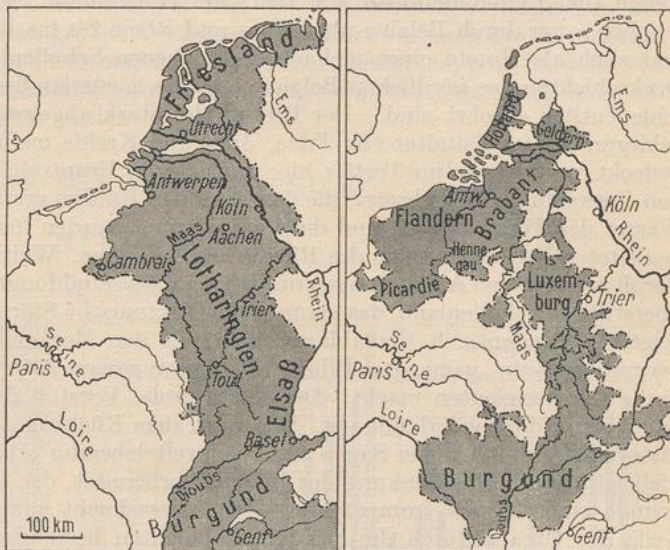 Friesland
Ems
Utrecht
Antwerpen
Köln
Maas
Aachen
Cambrai
Lotharingien
Trier
Rhein
Seine
Toul
Paris
Elsaß
Loire
Basel
Doubs
Burgund
100 km
Genf
Ems
Holland
Geldern
Antw.
Brabant
Köln
Flandern
Rhein
Henne
gau
Picardie
Luxem
burg
Trier
Maas
Seine
Paris
Loire
Burgund
Doubs
Genf